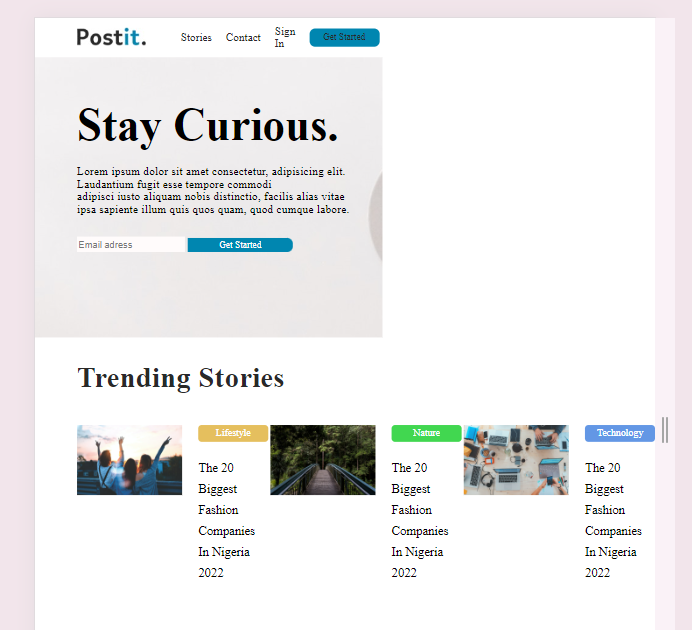 Postit.
Stories
Contact
Sign
In
Get Started
Stay Curious.
Lorem ipsum dolor sit amet consectetur, adipisicing elit.
Laudantium fugit esse tempore commodi
adipisci iusto aliquam nobis distinctio, facilis alias vitae
ipsa sapiente illum quis quos quam, quod cumque labore.
Email adress
Get Started
Trending Stories
Lifestyle
The 20
Biggest
Fashion
Companies
In Nigeria
2022
Nature
The 20
Biggest
Fashion
Companies
In Nigeria
2022
Technology
The 20
Biggest
Fashion
Companies
In Nigeria
2022